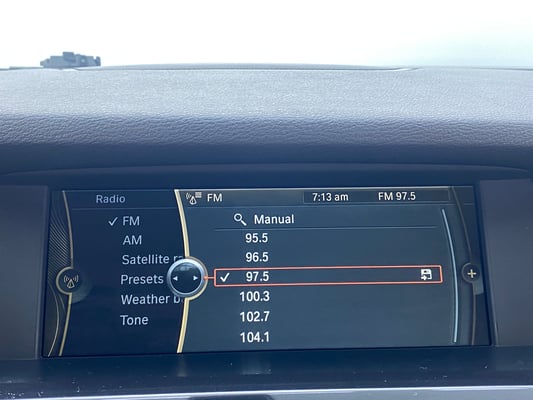 Radio
FM
AM
Satellite r
Presets
Weather b
Tone
FM 7:13 am FM 97.5
Manual
95.5
96.5
97.5
100.3
102.7
104.1